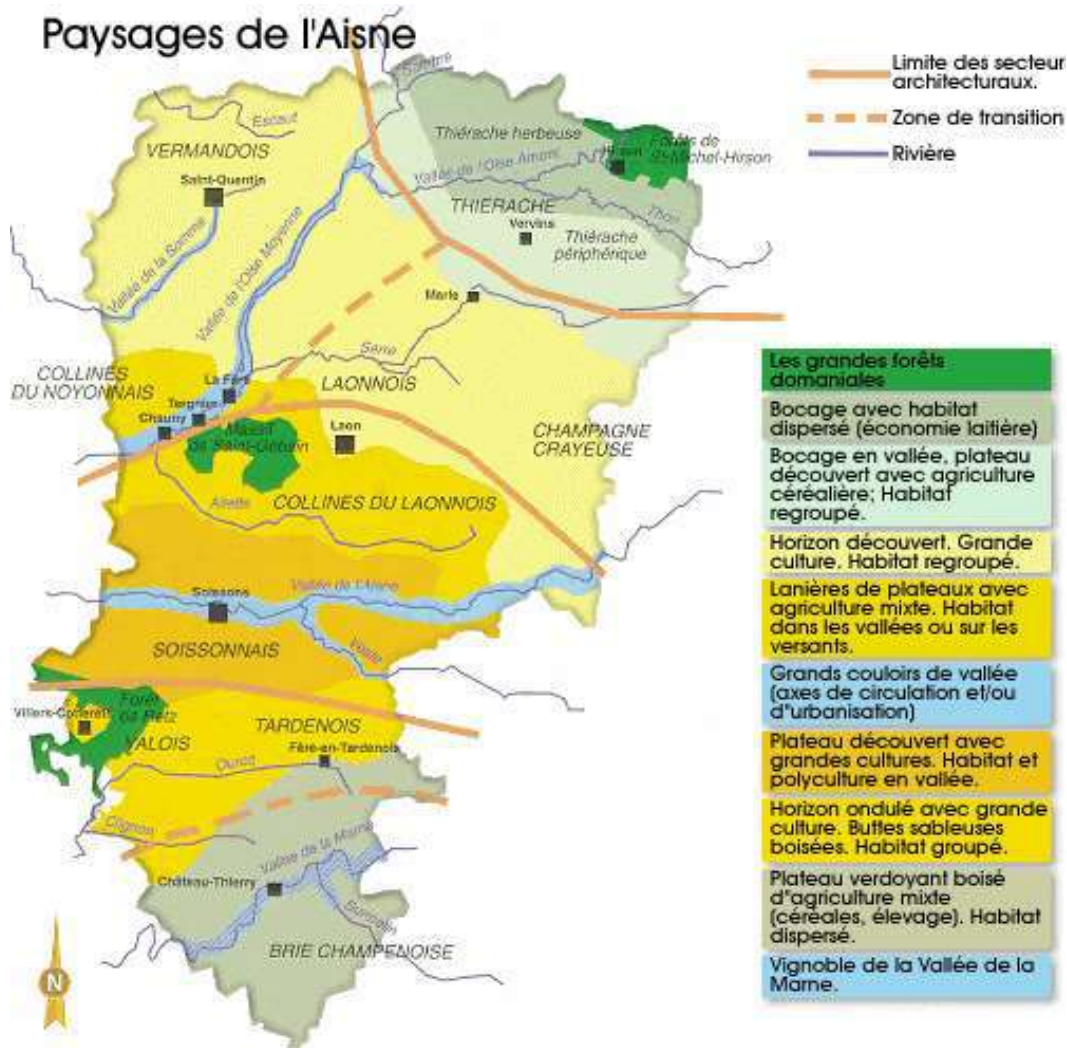 Paysages de l'Aisne
Limite des secteur
architecturaux.
Zone de transition
Rivière
Sambre
Escaut
VERMANDOIS
Saint-Quentin
Thiérache herbeuse
Forêts de
St-Michel-Hirson
Hirson
Vallée de l'Oise Amont
THIERACHE
Thon
Vervins
Thiérache
périphérique
Vallée de la Somme
Vallée de l'Oise Moyenne
Marle
Serre
COLLINES
DU NOYONNAIS
La Fère
Tergnier
Chauny
LAONNOIS
Laon
Massif
de Saint-Gobain
CHAMPAGNE
CRAYEUSE
Ailette
COLLINES DU LAONNOIS
Vallée de l'Aisne
Soissons
SOISSONNAIS
Vesle
Forêt
de Retz
Villers-Cotterêts
VALOIS
TARDENOIS
Fère-en-Tardenois
Ourcq
Clignon
Vallée de la Marne
Château-Thierry
Surmelin
BRIE CHAMPENOISE
N
Les grandes forêts
domaniales
Bocage avec habitat
dispersé (économie laitière)
Bocage en vallée, plateau
découvert avec agriculture
céréalière; Habitat
regroupé.
Horizon découvert. Grande
culture. Habitat regroupé.
Lanières de plateaux avec
agriculture mixte. Habitat
dans les vallées ou sur les
versants.
Grands couloirs de vallée
(axes de circulation et/ou
d"urbanisation)
Plateau découvert avec
grandes cultures. Habitat et
polyculture en vallée.
Horizon ondulé avec grande
culture. Buttes sableuses
boisées. Habitat groupé.
Plateau verdoyant boisé
d"agriculture mixte
(céréales, élevage). Habitat
dispersé.
Vignoble de la Vallée de la
Marne.